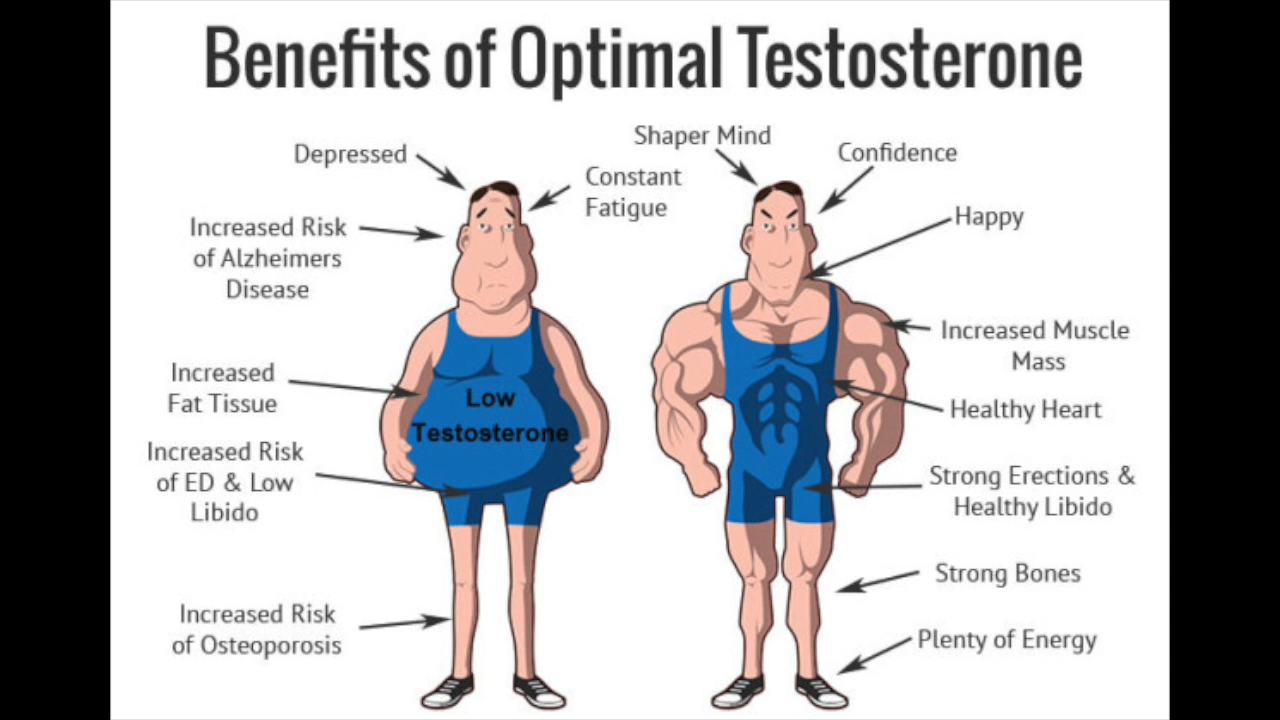 Benefits of Optimal Testosterone
Depressed
Constant
Fatigue
Increased Risk
of Alzheimers
Disease
Increased
Fat Tissue
Low
Testosterone
Increased Risk
of ED & Low
Libido
Increased Risk
of Osteoporosis
Shaper Mind
Confidence
Happy
Increased Muscle
Mass
Healthy Heart
Strong Erections &
Healthy Libido
Strong Bones
Plenty of Energy